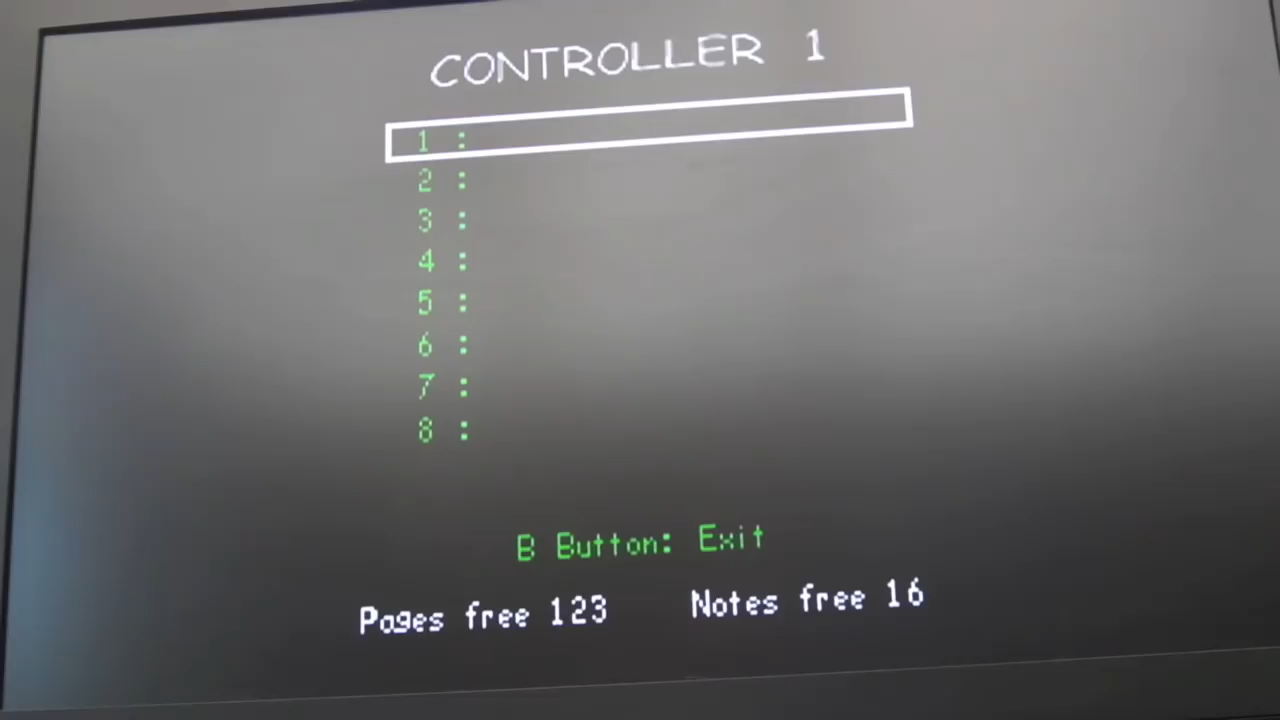 CONTROLLER 1
1 :
2 :
3 :
4 :
5 :
6 :
7 :
8 :
B Button: Exit
Pages free 123 Notes free 16